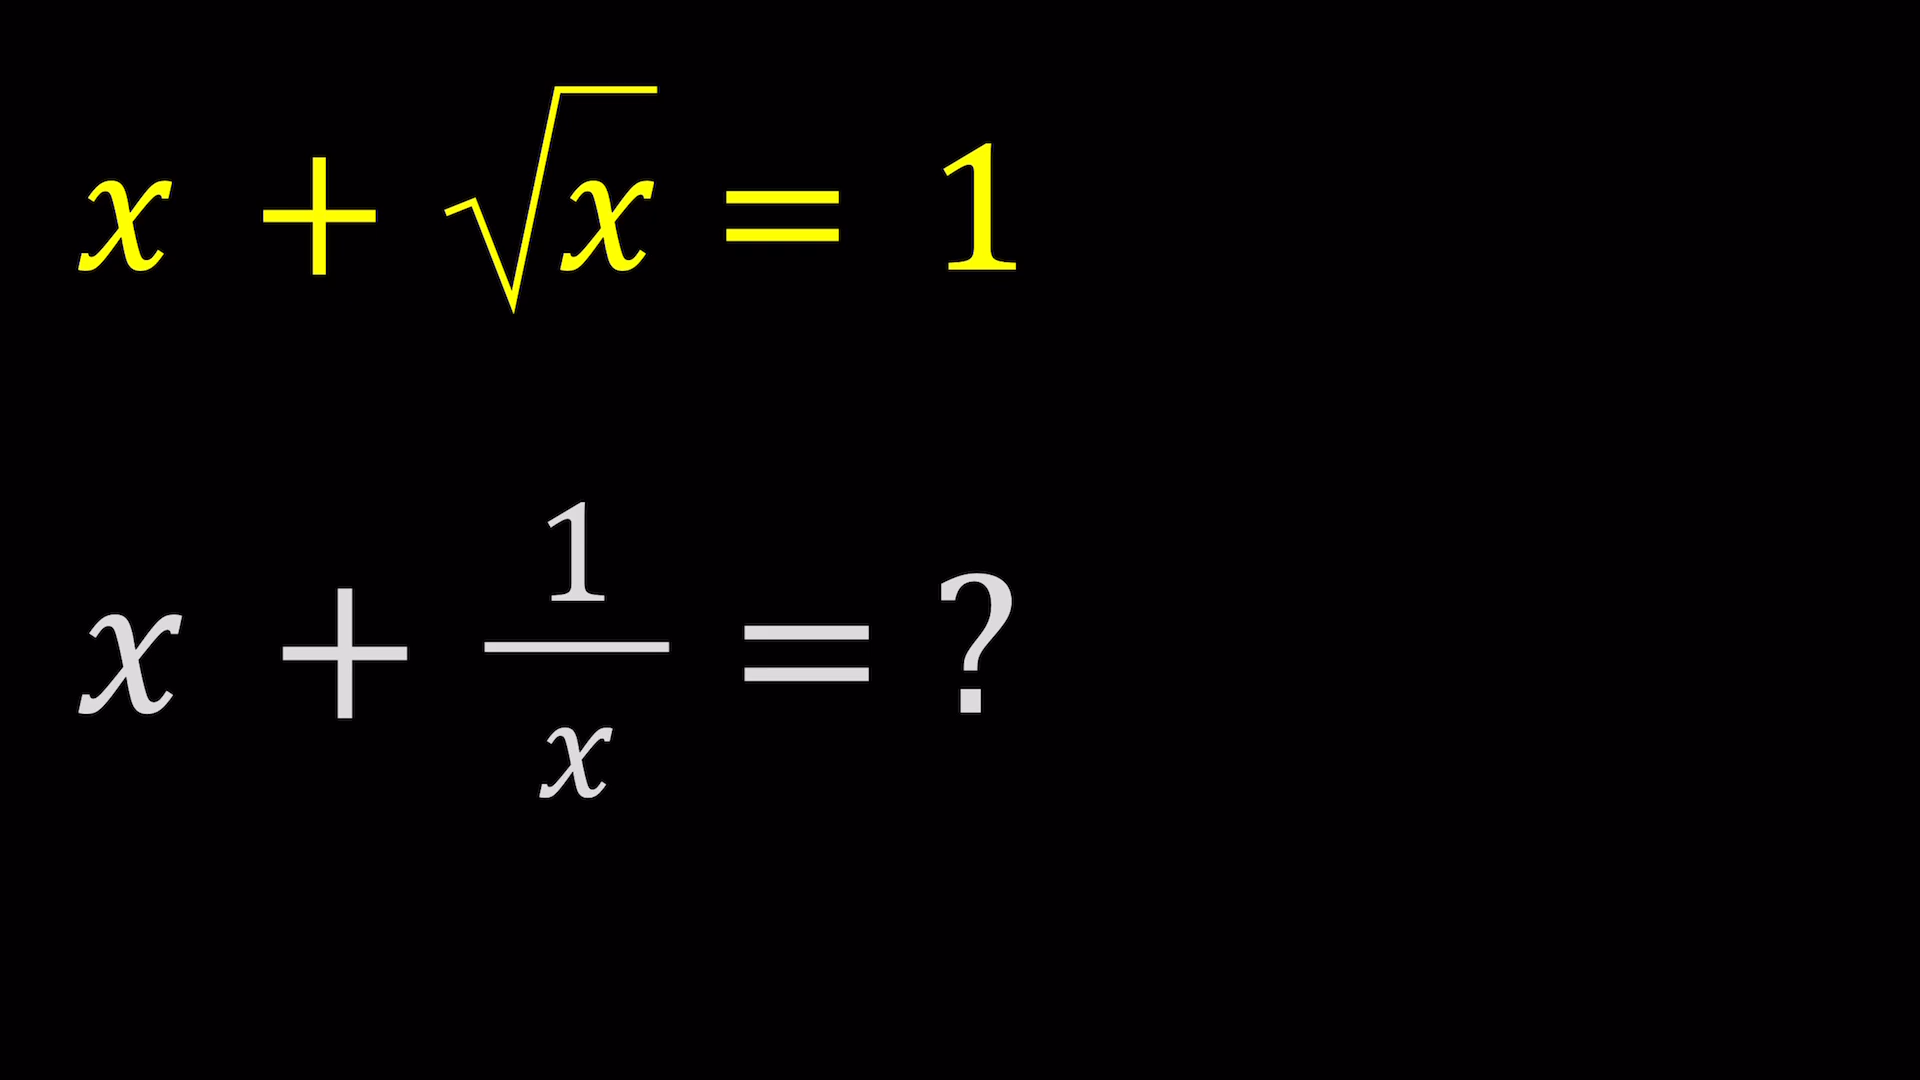 x + √x = 1
x + 1/x = ?